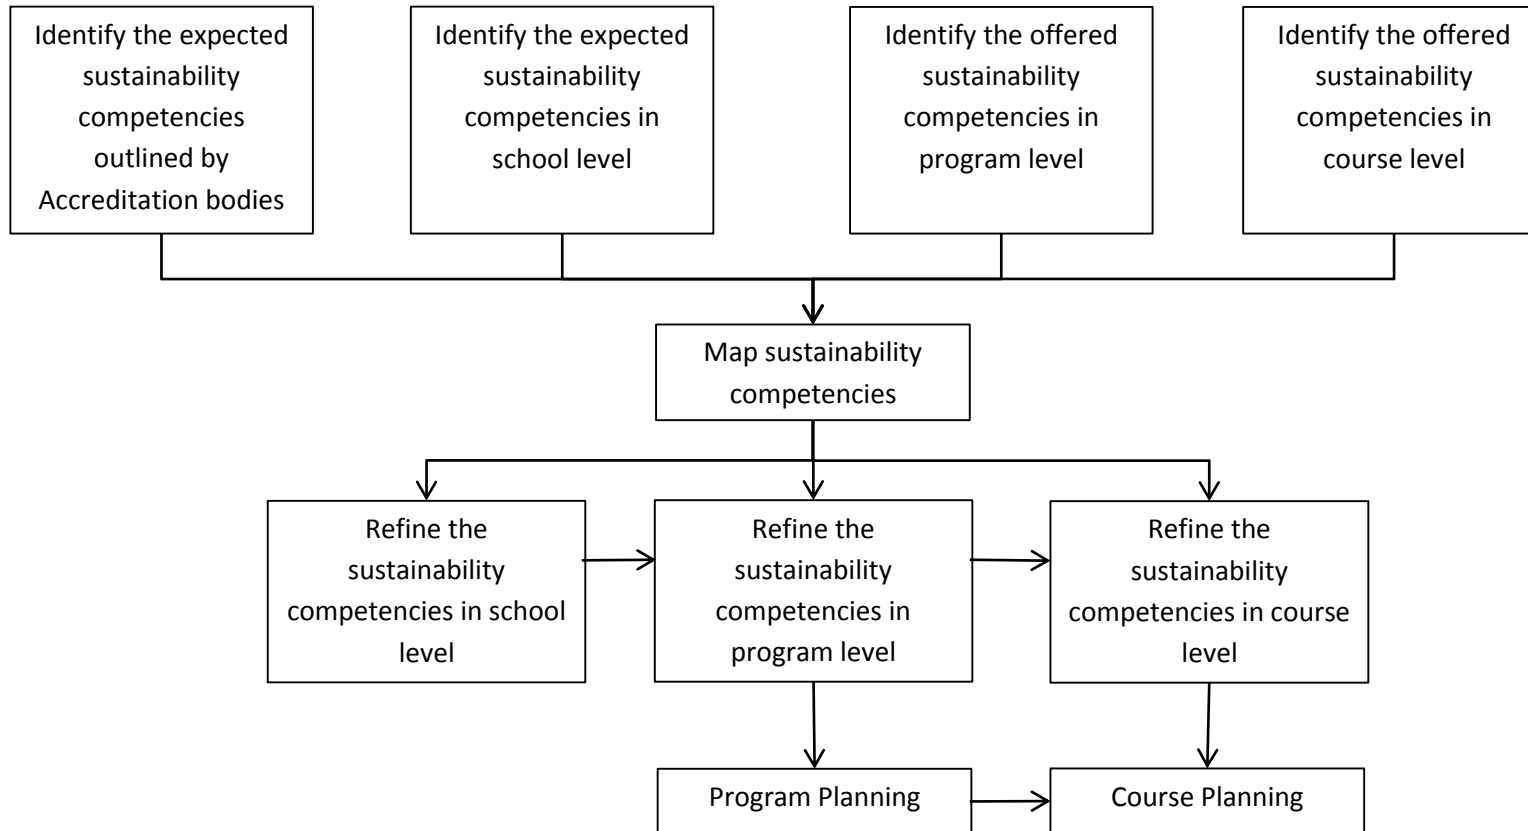 Identify the expected
sustainability
competencies
outlined by
Accreditation bodies
Identify the expected
sustainability
competencies in
school level
Identify the offered
sustainability
competencies in
program level
Identify the offered
sustainability
competencies in
course level
Map sustainability
competencies
Refine the
sustainability
competencies in school
level
Refine the
sustainability
competencies in
program level
Refine the
sustainability
competencies in course
level
Program Planning
Course Planning